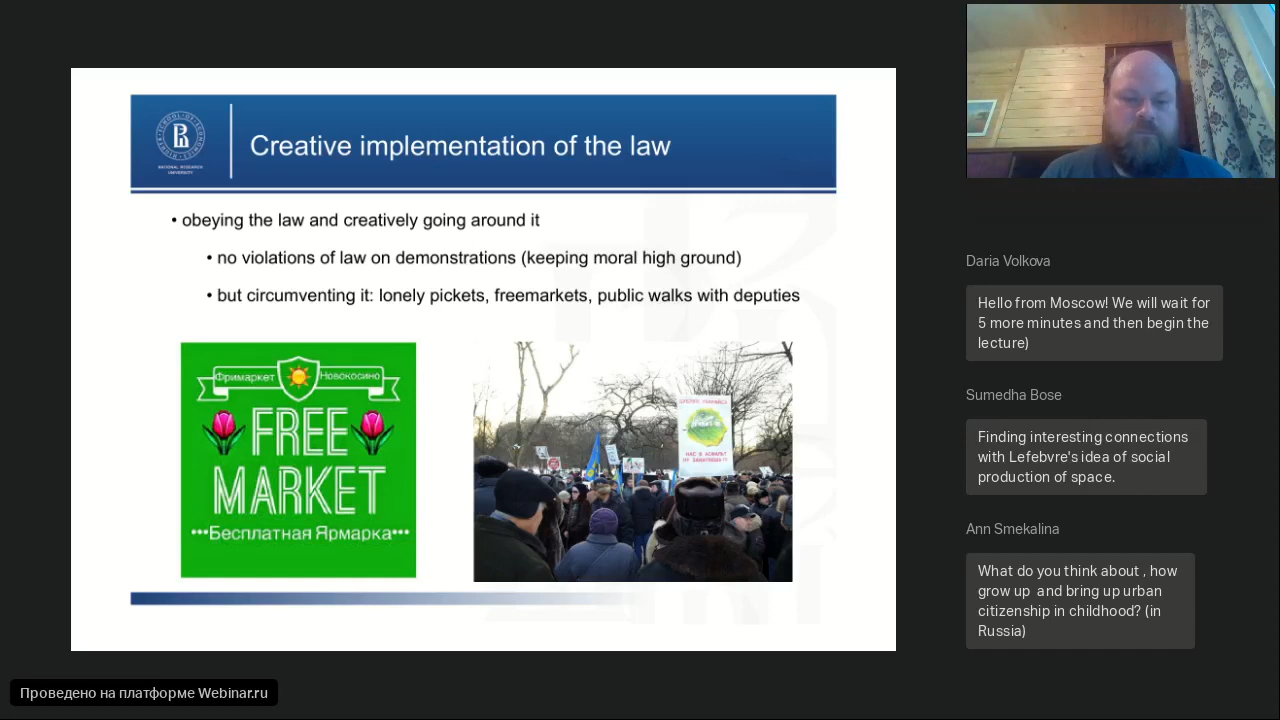 Creative implementation of the law
NATIONAL RESEARCH
UNIVERSITY
• obeying the law and creatively going around it
• no violations of law on demonstrations (keeping moral high ground)
• but circumventing it: lonely pickets, freemarkets, public walks with deputies
Фримаркет Новокосино
FREE
MARKET
•••Бесплатная Ярмарка•••
Daria Volkova
Hello from Moscow! We will wait for
5 more minutes and then begin the
lecture)
Sumedha Bose
Finding interesting connections
with Lefebvre's idea of social
production of space.
Ann Smekalina
What do you think about , how
grow up and bring up urban
citizenship in childhood? (in
Russia)
Проведено на платформе Webinar.ru